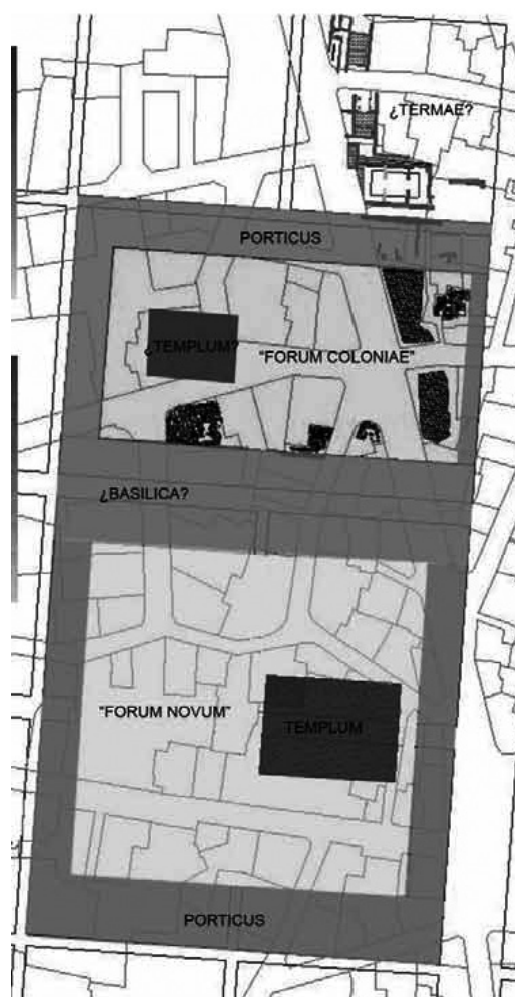 ¿TERMAE?
PORTICUS
¿TEMPLUM?
"FORUM COLONIAE"
¿BASILICA?
"FORUM NOVUM"
TEMPLUM
PORTICUS